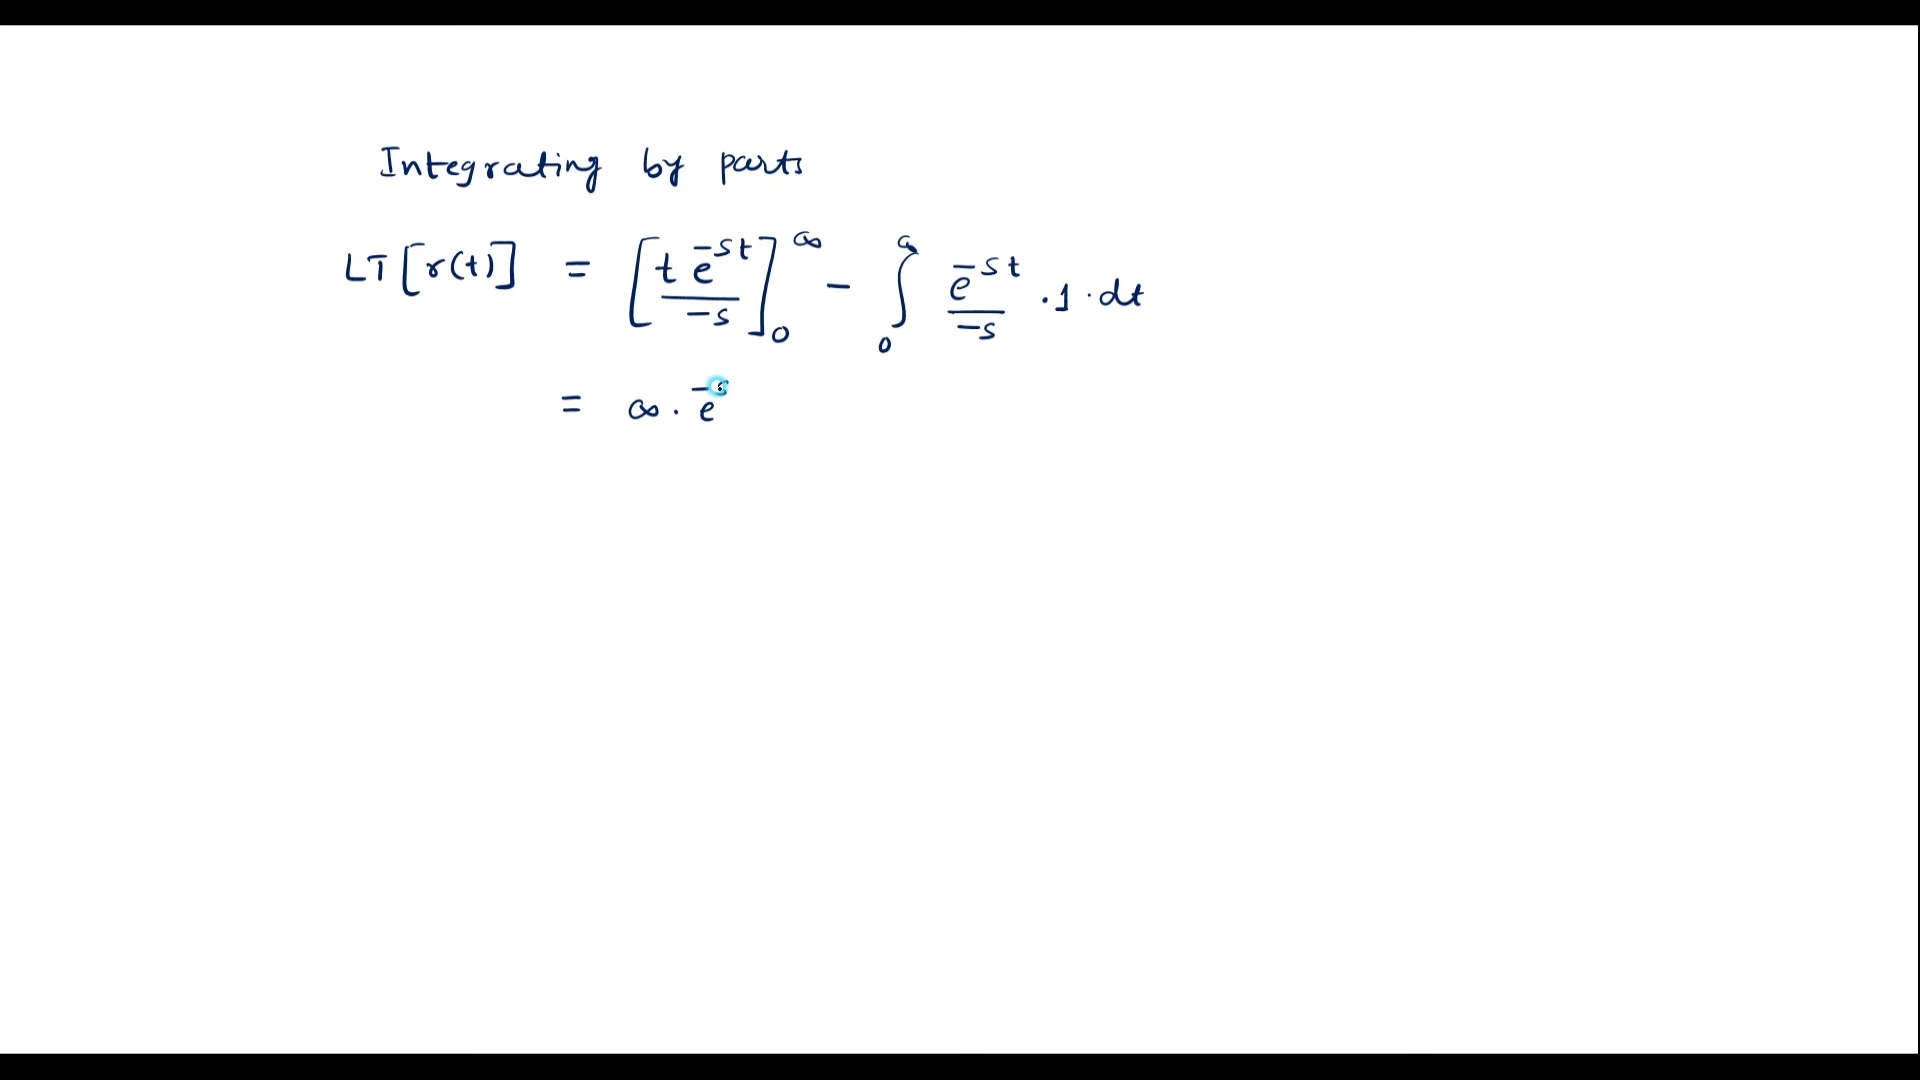 Integrating by parts
LT[r(t)] = [t e^{-st} / -s]_0^∞ - ∫_0^∞ e^{-st} / -s .1.dt
= ∞ . e^{-s